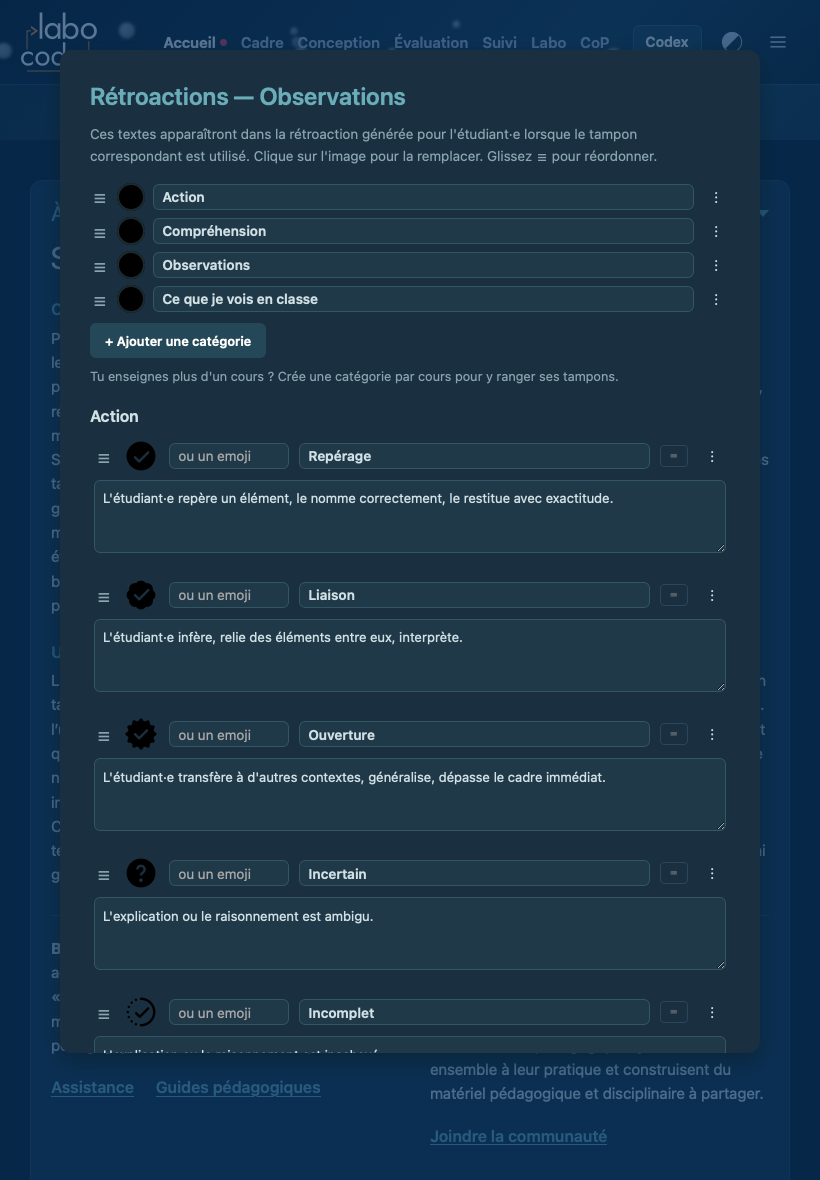 labo
Accueil Cadre Conception Évaluation Suivi Labo CoP Codex
Rétroactions — Observations
Ces textes apparaîtront dans la rétroaction générée pour l'étudiant·e lorsque le tampon
correspondant est utilisé. Clique sur l'image pour la remplacer. Glissez ≡ pour réordonner.
Action
Compréhension
Observations
Ce que je vois en classe
+ Ajouter une catégorie
Tu enseignes plus d'un cours ? Crée une catégorie par cours pour y ranger ses tampons.
Action
ou un emoji Repérage
L'étudiant·e repère un élément, le nomme correctement, le restitue avec exactitude.
ou un emoji Liaison
L'étudiant·e infère, relie des éléments entre eux, interprète.
ou un emoji Ouverture
L'étudiant·e transfère à d'autres contextes, généralise, dépasse le cadre immédiat.
ou un emoji Incertain
L'explication ou le raisonnement est ambigu.
ou un emoji Incomplet
ensemble à leur pratique et construisent du
matériel pédagogique et disciplinaire à partager.
Assistance Guides pédagogiques
Joindre la communauté